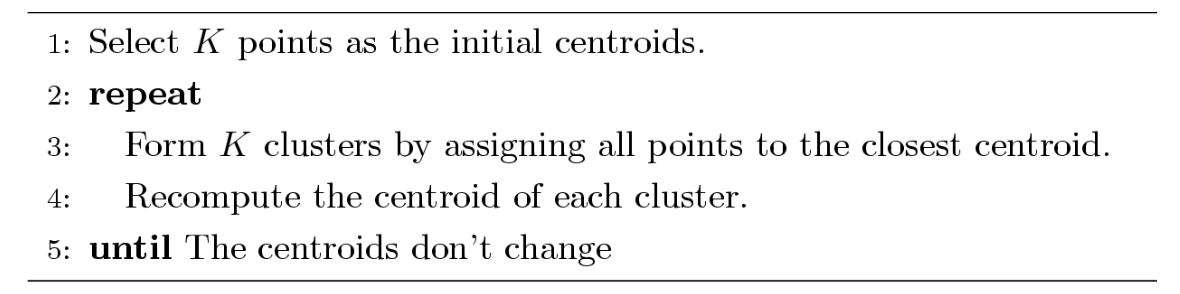 1: Select K points as the initial centroids.
2: repeat
3: Form K clusters by assigning all points to the closest centroid.
4: Recompute the centroid of each cluster.
5: until The centroids don't change